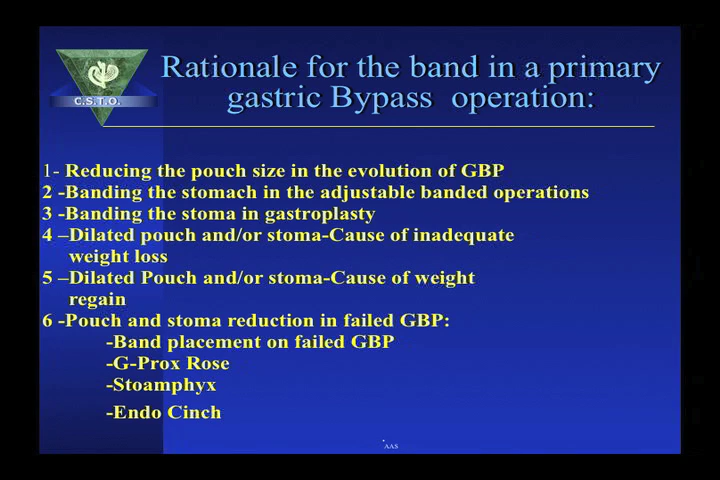 C.S.T.O.
Rationale for the band in a primary
gastric Bypass operation:
1- Reducing the pouch size in the evolution of GBP
2 -Banding the stomach in the adjustable banded operations
3 -Banding the stoma in gastroplasty
4 –Dilated pouch and/or stoma-Cause of inadequate
weight loss
5 –Dilated Pouch and/or stoma-Cause of weight
regain
6 -Pouch and stoma reduction in failed GBP:
-Band placement on failed GBP
-G-Prox Rose
-Stoamphyx
-Endo Cinch
AAS